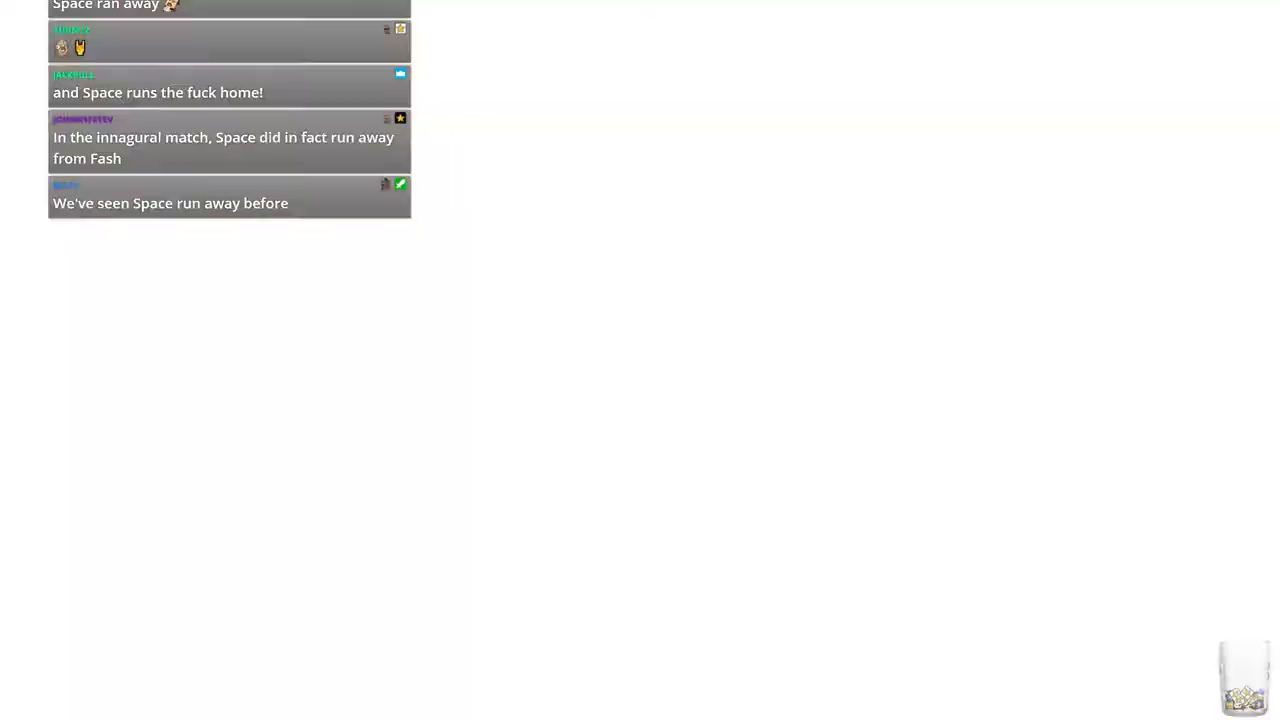 Space ran away
JACKBULL
and Space runs the fuck home!
In the innagural match, Space did in fact run away
from Fash
We've seen Space run away before